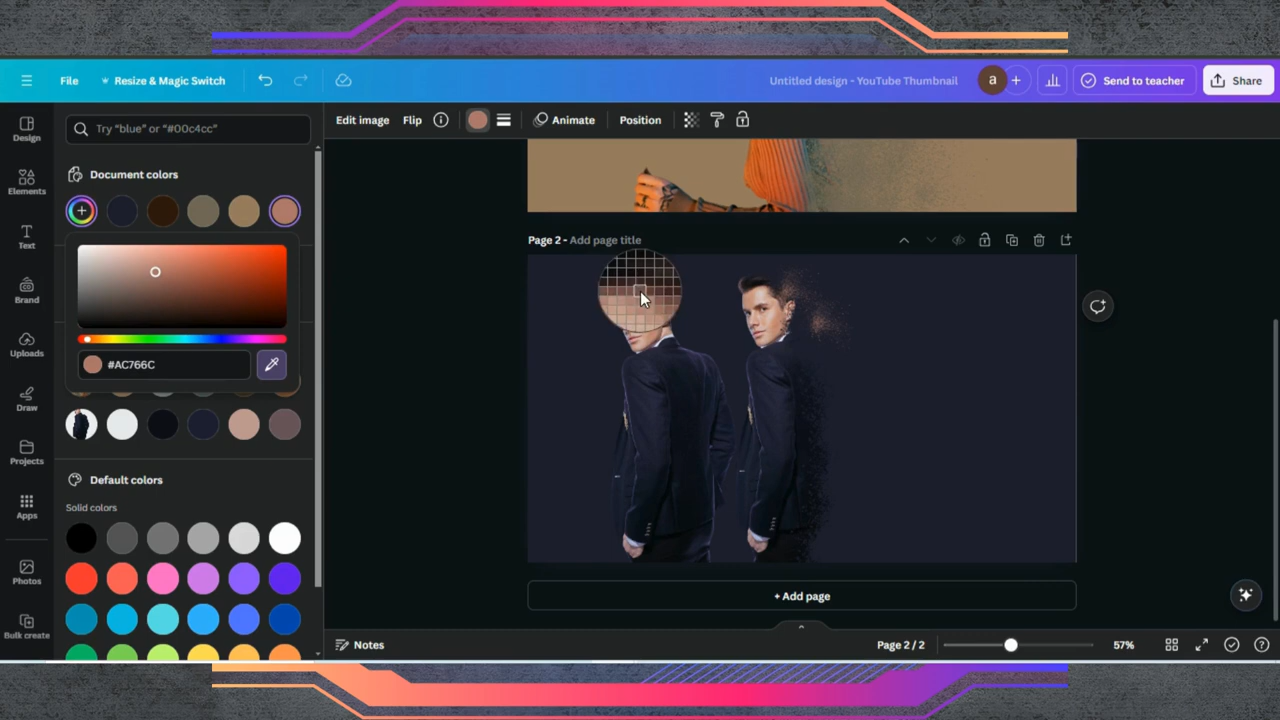 File
Resize & Magic Switch
Untitled design - YouTube Thumbnail
a
+
Send to teacher
Share
Design
Elements
Text
Brand
Uploads
Draw
Projects
Apps
Photos
Bulk create
Try "blue" or "#00c4cc"
Document colors
#AC766C
Default colors
Solid colors
Edit image
Flip
Animate
Position
Page 2 - Add page title
+ Add page
Notes
Page 2 / 2
57%